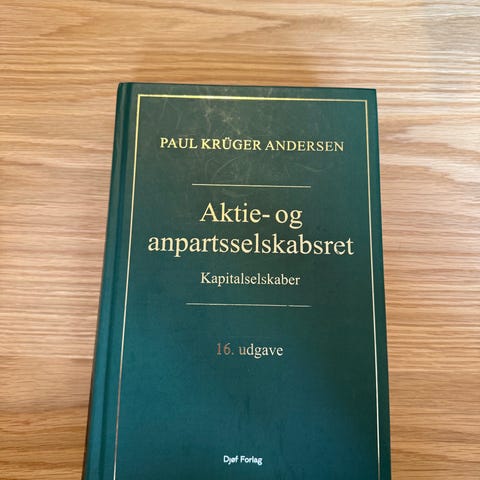 PAUL KRÜGER ANDERSEN
Aktie- og
anpartsselskabsret
Kapitalselskaber
16. udgave
Djøf Forlag